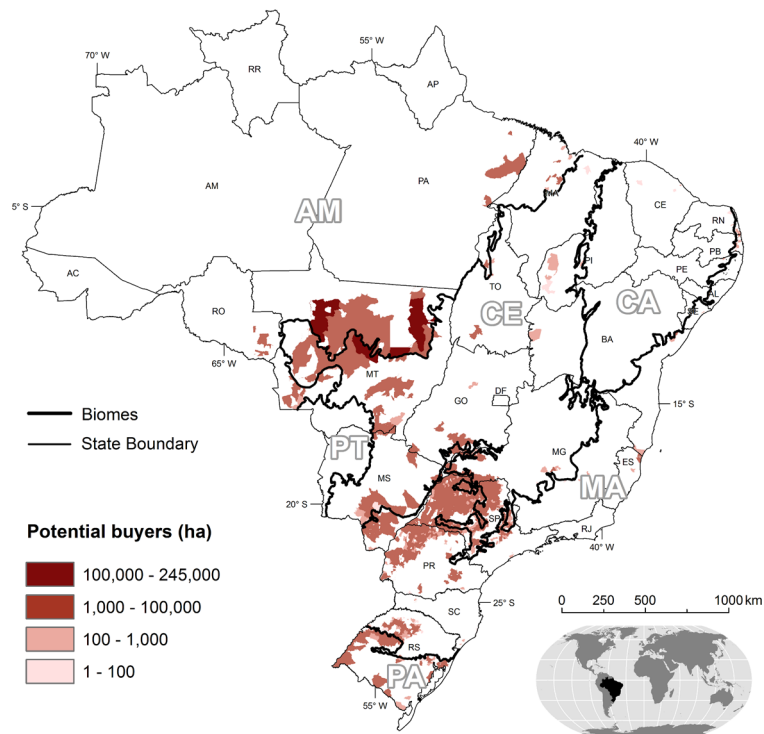 55° W
70° W
RR
AP
40° W
AM
PA
MA
CE
RN
5° S
AM
PB
PI
PE
AC
TO
CA
AL
RO
CE
SE
BA
65° W
MT
DF
15° S
GO
Biomes
State Boundary
PT
MG
ES
MS
MA
20° S
SP
RJ
Potential buyers (ha)
40° W
PR
100,000 - 245,000
1,000 - 100,000
SC
25° S
0 250 500 1000 km
100 - 1,000
RS
1 - 100
PA
55° W